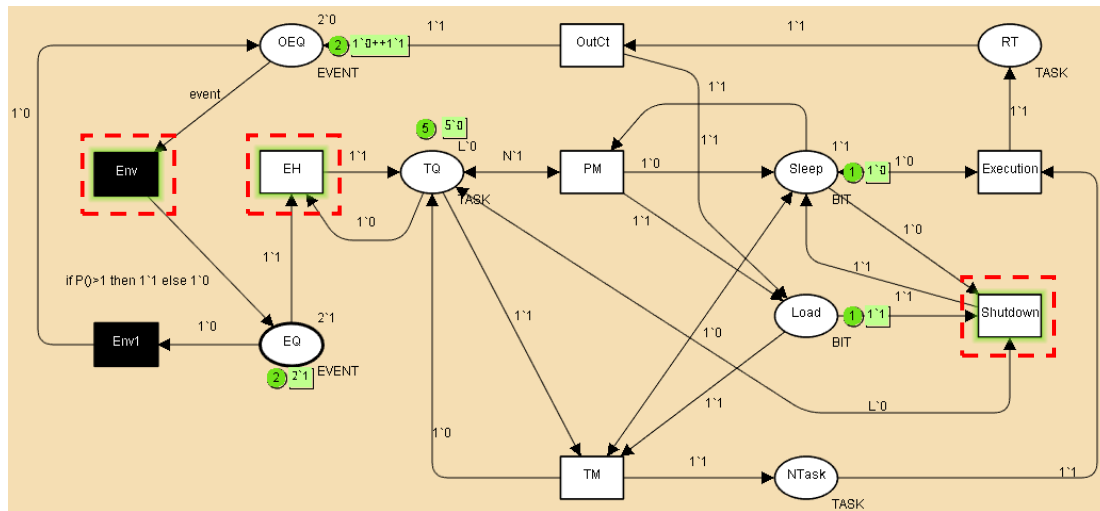 2`0
1`1
1`1
OEQ
2
1`0++1`1
OutCt
RT
EVENT
TASK
event
1`1
1`0
5
5`0
1`1
1`1
L`0
1`1
Env
EH
1`1
TQ
N`1
PM
1`0
Sleep
1
1`0
1`0
Execution
TASK
BIT
1`0
1`1
1`0
1`1
1`1
if P()>1 then 1`1 else 1`0
2`1
1`1
1`0
Load
1
1`1
1`1
Shutdown
Env1
1`0
EQ
BIT
EVENT
2
2`1
1`1
L`0
1`0
TM
1`1
NTask
1`1
TASK